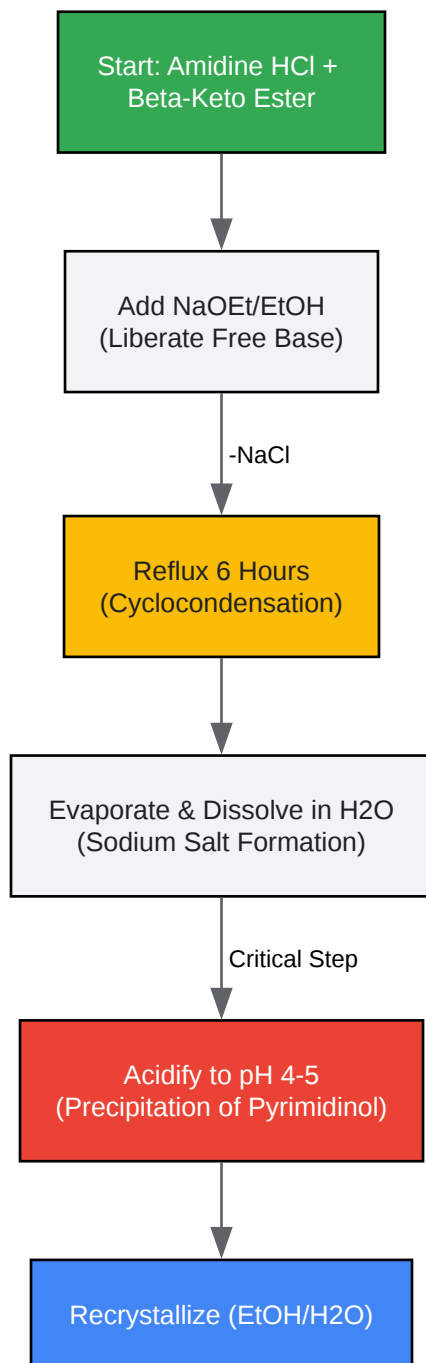 Start: Amidine HCl +
Beta-Keto Ester
Add NaOEt/EtOH
(Liberate Free Base)
-NaCl
Reflux 6 Hours
(Cyclocondensation)
Evaporate & Dissolve in H2O
(Sodium Salt Formation)
Critical Step
Acidify to pH 4-5
(Precipitation of Pyrimidinol)
Recrystallize (EtOH/H2O)